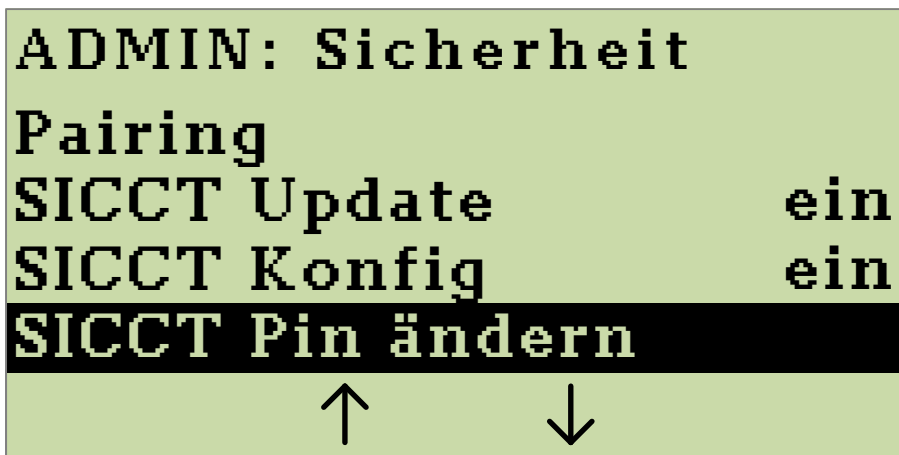 ADMIN: Sicherheit
Pairing
SICCT Update ein
SICCT Konfig ein
SICCT Pin ändern
↑ ↓